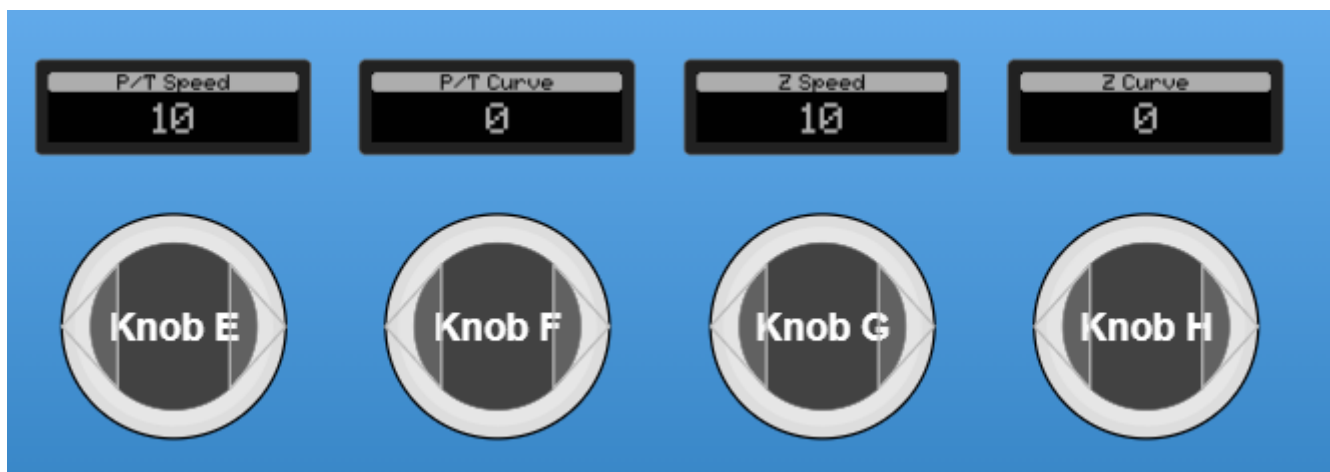 P/T Speed P/T Curve Z Speed Z Curve
10 0 10 0
Knob E Knob F Knob G Knob H